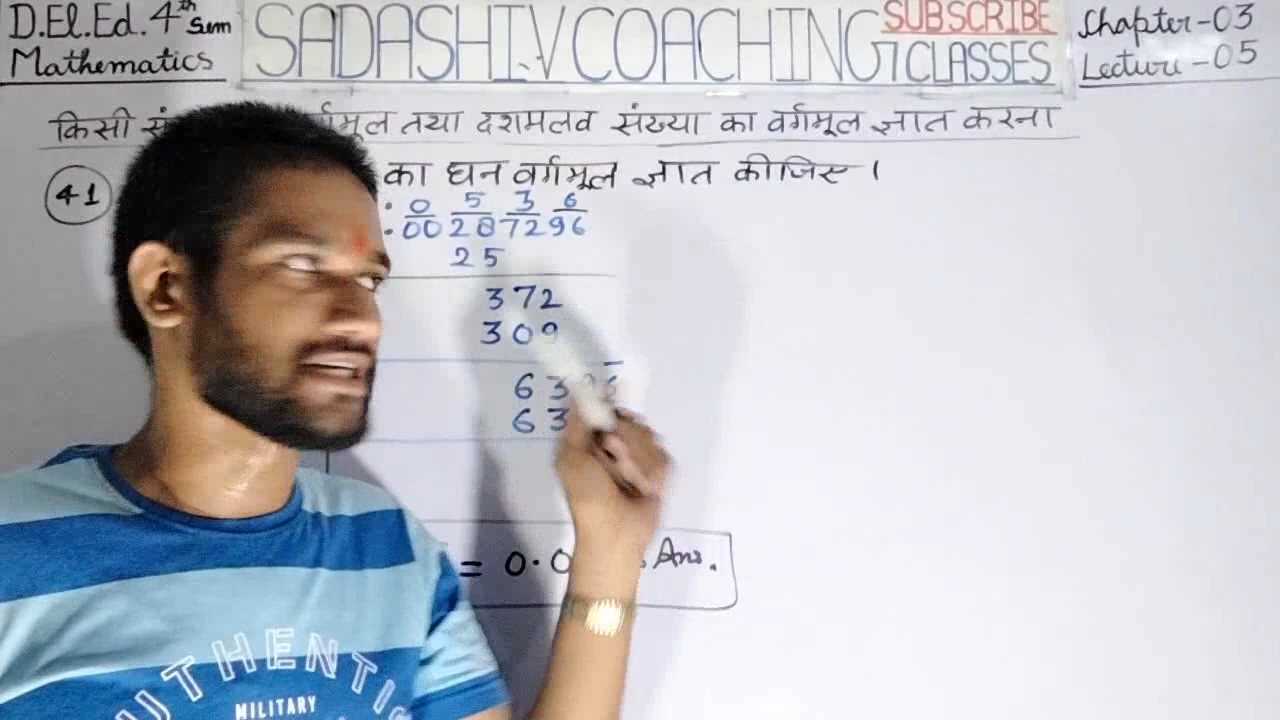 D.El.Ed. 4th Sem
Mathematics
SADASHIV COACHING CLASSES
SUBSCRIBE
Chapter-03
Lecture-05
किसी तथा दशमलव संख्या का वर्गमूल ज्ञात करना
41 का घन वर्गमूल ज्ञात कीजिए।
0 5 3 6
00 28 72 96
25
372
309
63
63
= 0.0 Ans.
AUTHENTIC
MILITARY